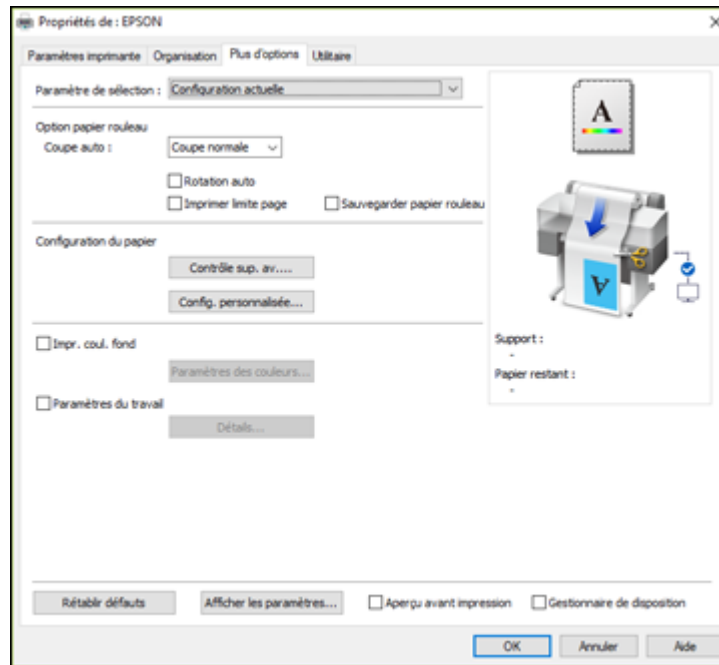 Propriétés de : EPSON
Paramètres imprimante Organisation Plus d'options Utilitaire
Paramètre de sélection : Configuration actuelle
A
Option papier rouleau
Coupe auto : Coupe normale
Rotation auto
Imprimer limite page Sauvegarder papier rouleau
Configuration du papier
Contrôle sup. av....
Config. personnalisée...
A
Impr. coul. fond
Paramètres des couleurs...
Paramètres du travail
Détails...
Support :
-
Papier restant :
-
Rétablir défauts Afficher les paramètres... Aperçu avant impression Gestionnaire de disposition
OK Annuler Aide